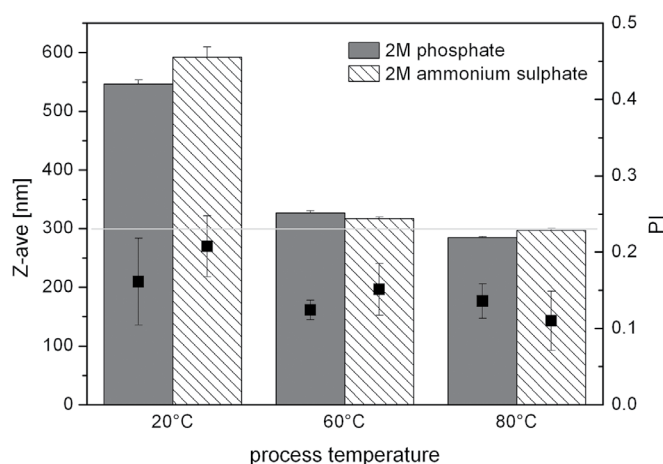 2M phosphate
2M ammonium sulphate
Z-ave [nm]
600
500
400
300
200
100
0
0.5
0.4
0.3
0.2
0.1
0.0
PI
20°C
60°C
80°C
process temperature